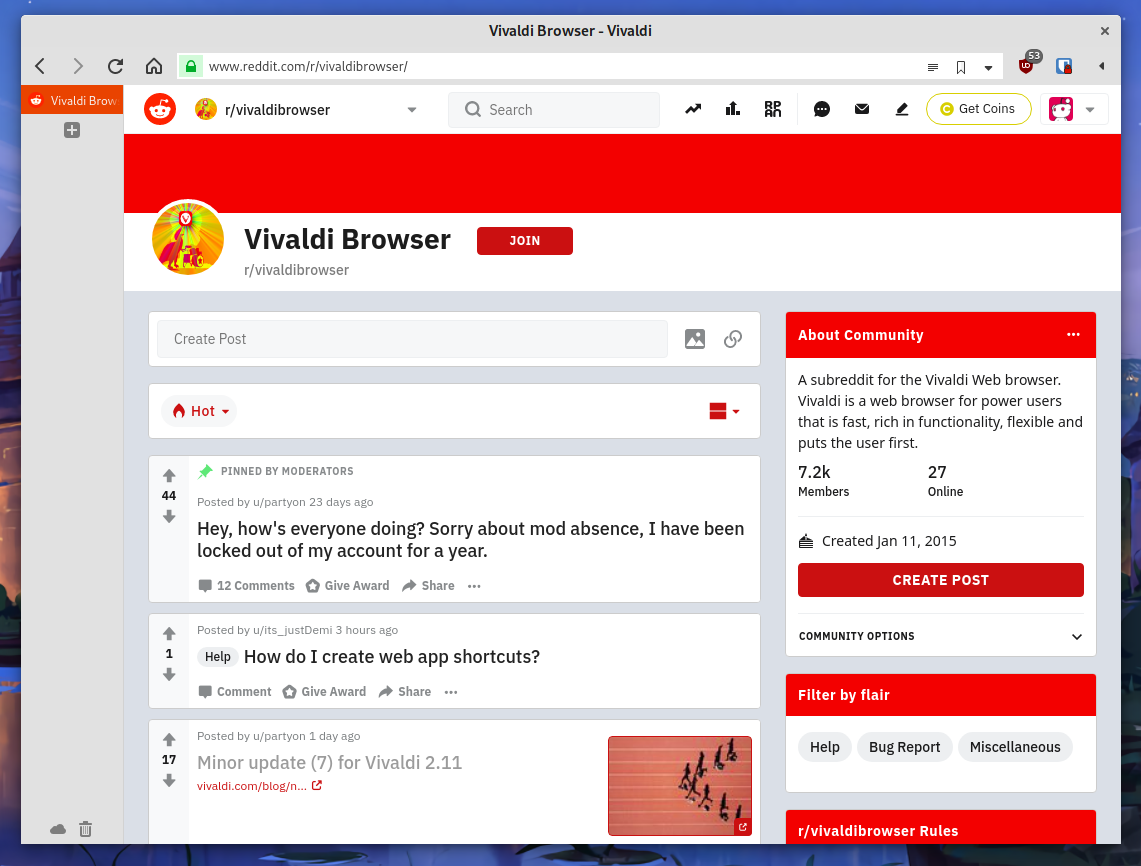 Vivaldi Browser - Vivaldi
www.reddit.com/r/vivaldibrowser/
53
Vivaldi Brow
r/vivaldibrowser
Search
Get Coins
Vivaldi Browser
JOIN
r/vivaldibrowser
Create Post
Hot
PINNED BY MODERATORS
44
Posted by u/partyon 23 days ago
Hey, how's everyone doing? Sorry about mod absence, I have been
locked out of my account for a year.
12 Comments Give Award Share
Posted by u/its_justDemi 3 hours ago
1
Help How do I create web app shortcuts?
Comment Give Award Share
Posted by u/partyon 1 day ago
17
Minor update (7) for Vivaldi 2.11
vivaldi.com/blog/n...
About Community
A subreddit for the Vivaldi Web browser.
Vivaldi is a web browser for power users
that is fast, rich in functionality, flexible and
puts the user first.
7.2k 27
Members Online
Created Jan 11, 2015
CREATE POST
COMMUNITY OPTIONS
Filter by flair
Help Bug Report Miscellaneous
r/vivaldibrowser Rules